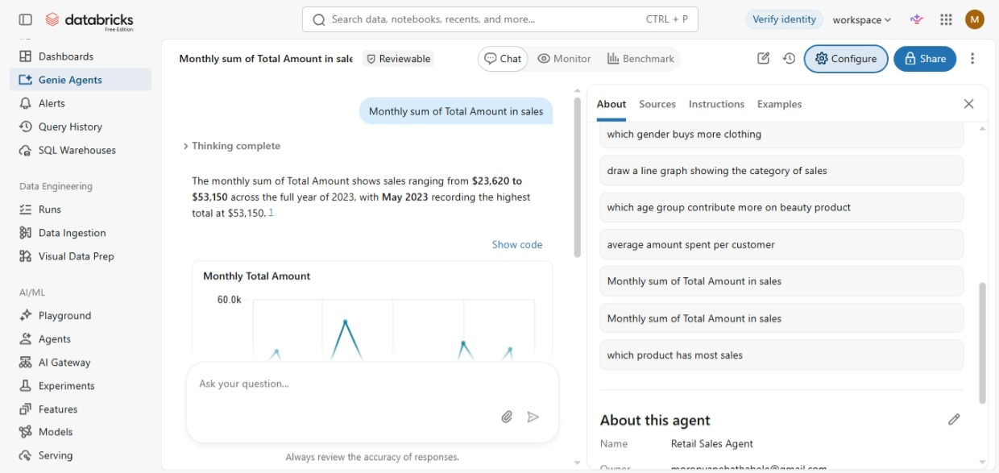 databricks
Free Edition
Search data, notebooks, recents, and more...
CTRL + P
Verify identity
workspace
M
Dashboards
Genie Agents
Alerts
Query History
SQL Warehouses
Data Engineering
Runs
Data Ingestion
Visual Data Prep
AI/ML
Playground
Agents
AI Gateway
Experiments
Features
Models
Serving
Monthly sum of Total Amount in sale
Reviewable
Chat
Monitor
Benchmark
Configure
Share
Monthly sum of Total Amount in sales
Thinking complete
The monthly sum of Total Amount shows sales ranging from $23,620 to
$53,150 across the full year of 2023, with May 2023 recording the highest
total at $53,150. 1
Show code
Monthly Total Amount
60.0k
Ask your question...
Always review the accuracy of responses.
About
Sources
Instructions
Examples
which gender buys more clothing
draw a line graph showing the category of sales
which age group contribute more on beauty product
average amount spent per customer
Monthly sum of Total Amount in sales
Monthly sum of Total Amount in sales
which product has most sales
About this agent
Name
Retail Sales Agent
Owner